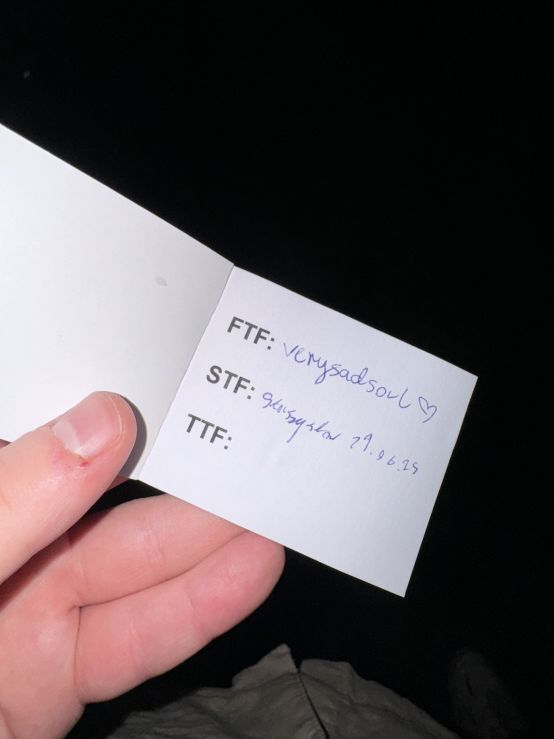 FTF: verysadsoul ♡
STF: 29.06.25
TTF: